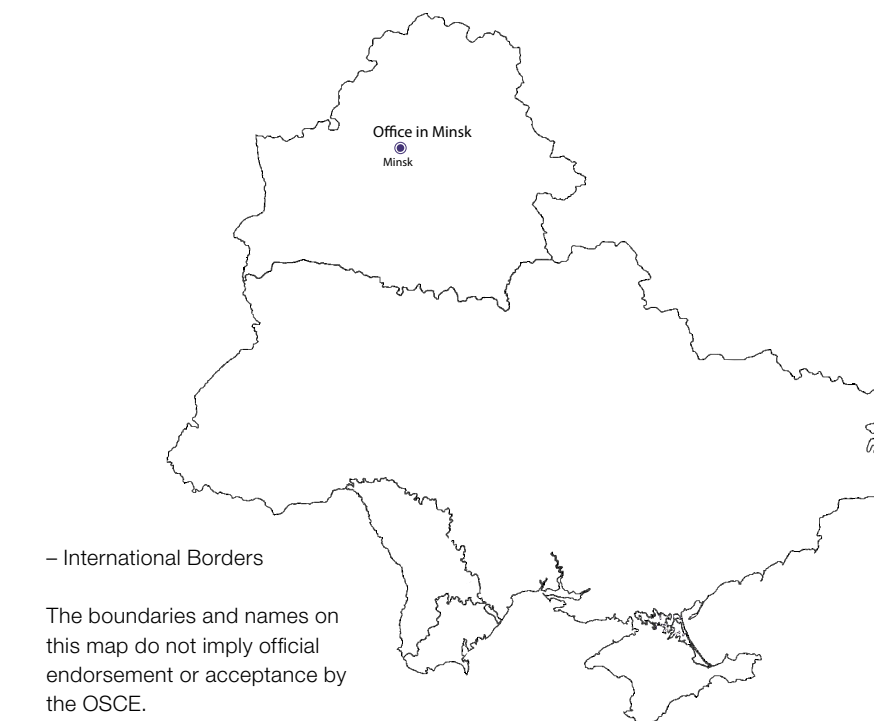 Office in Minsk
Minsk
– International Borders
The boundaries and names on
this map do not imply official
endorsement or acceptance by
the OSCE.